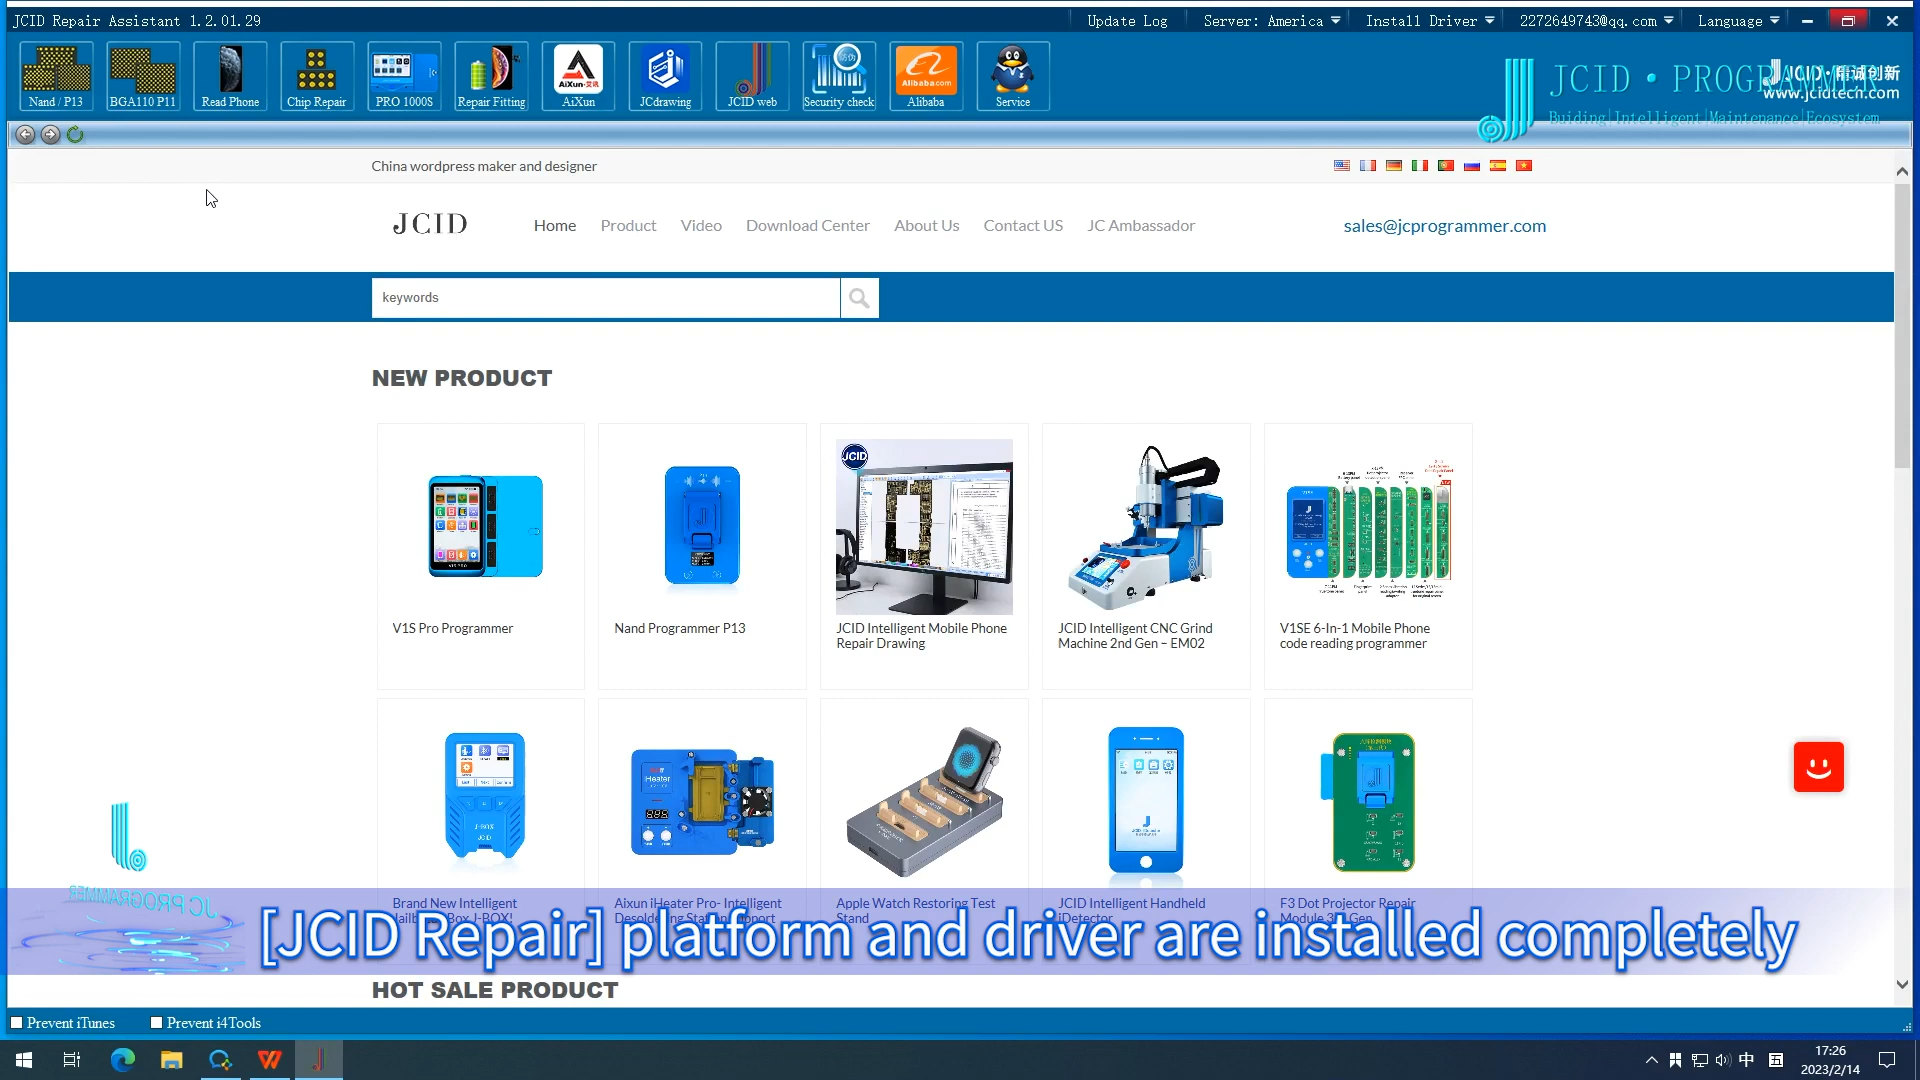 JCID Repair Assistant 1.2.01.29
Update Log
Server: America
Install Driver
2272649743@qq.com
Language
Nand / P13
BGA110 P11
Read Phone
Chip Repair
PRO 1000S
Repair Fitting
AiXun
JCdrawing
JCID web
Security check
Alibaba
Service
JCID • PROGRAMMER
Buiding|Intelligent|Maintenance|Ecosystem
www.jcidtech.com
China wordpress maker and designer
JCID
Home
Product
Video
Download Center
About Us
Contact US
JC Ambassador
sales@jcprogrammer.com
keywords
NEW PRODUCT
V1S Pro Programmer
Nand Programmer P13
JCID Intelligent Mobile Phone
Repair Drawing
JCID Intelligent CNC Grind
Machine 2nd Gen – EM02
V1SE 6-In-1 Mobile Phone
code reading programmer
Brand New Intelligent
Jailbreak Box J-BOX!
Aixun iHeater Pro- Intelligent
Apple Watch Restoring Test
Stand
JCID Intelligent Handheld
iDetector
F3 Dot Projector Repair
[JCID Repair] platform and driver are installed completely
HOT SALE PRODUCT
Prevent iTunes
Prevent i4Tools
中
17:26
2023/2/14